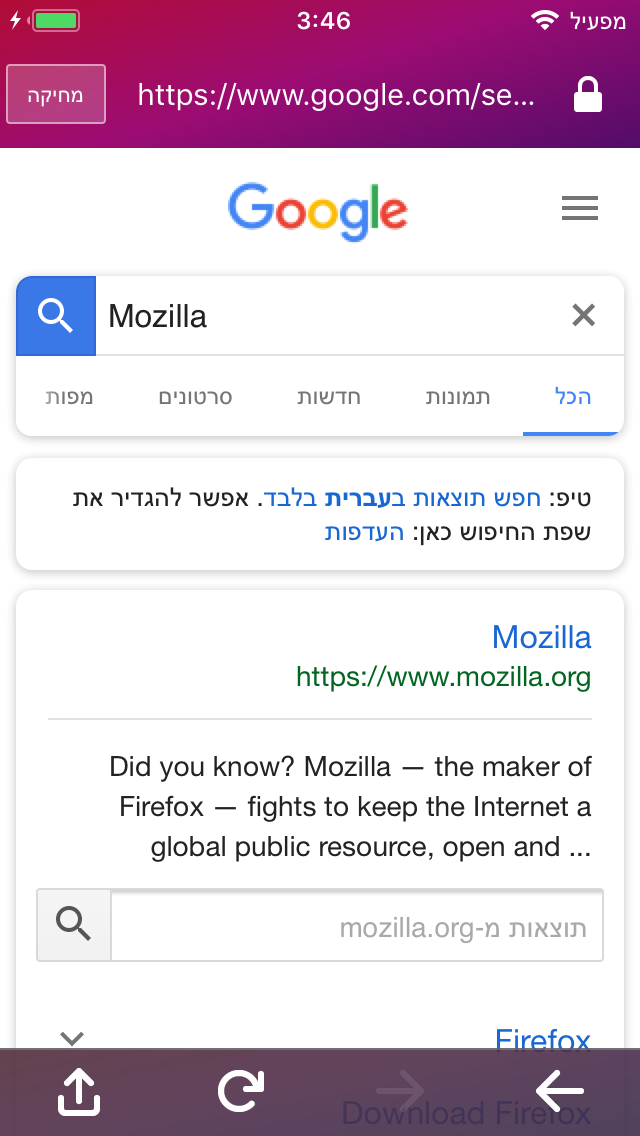 3:46
מפעיל
https://www.google.com/se...
מחיקה
Google
Mozilla
הכל
תמונות
חדשות
סרטונים
מפות
טיפ: חפש תוצאות בעברית בלבד. אפשר להגדיר את
שפת החיפוש כאן: העדפות
Mozilla
https://www.mozilla.org
Did you know? Mozilla — the maker of
Firefox — fights to keep the Internet a
global public resource, open and ...
תוצאות מ-mozilla.org
Firefox
Download Firefox